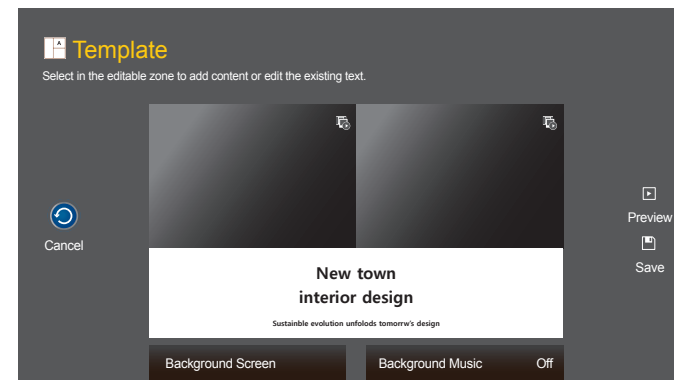 Template
Select in the editable zone to add content or edit the existing text.
Cancel
New town
interior design
Sustainble evolution unfolods tomorrw's design
Preview
Save
Background Screen
Background Music Off